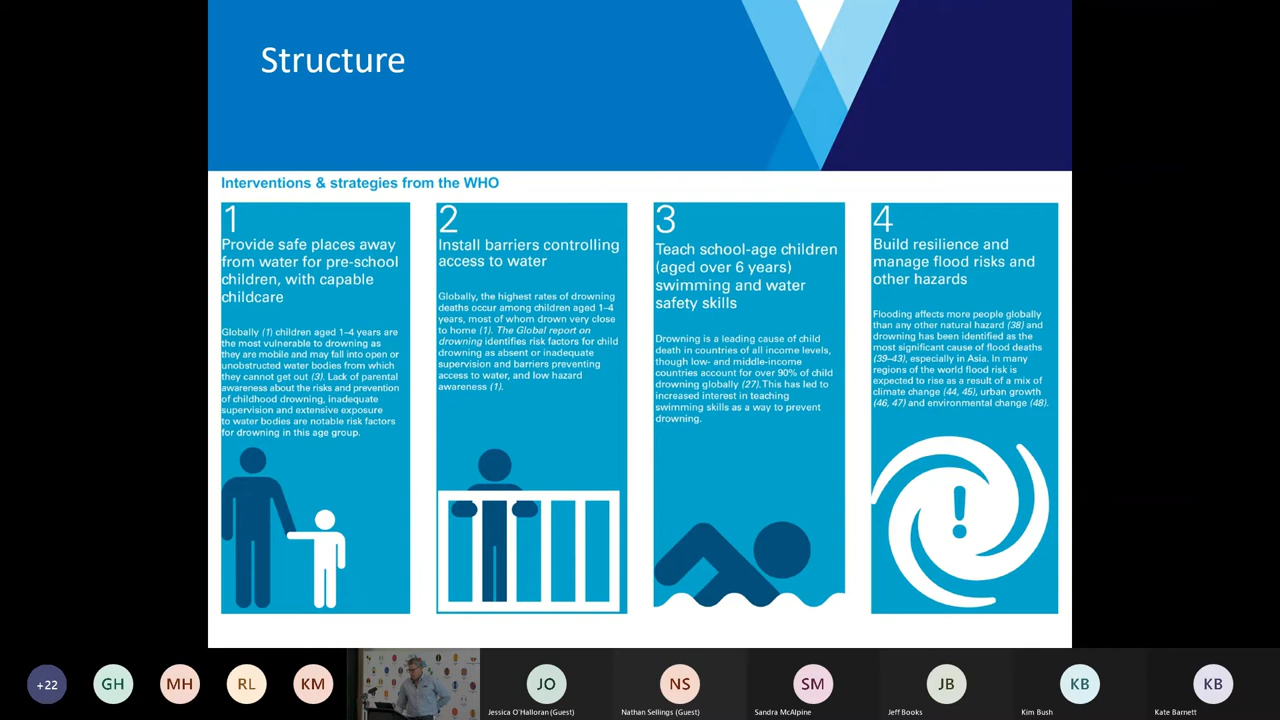 Structure
Interventions & strategies from the WHO
1
Provide safe places away
from water for pre-school
children, with capable
childcare
Globally (1) children aged 1–4 years are
the most vulnerable to drowning as
they are mobile and may fall into open or
unobstructed water bodies from which
they cannot get out (3). Lack of parental
awareness about the risks and prevention
of childhood drowning, inadequate
supervision and extensive exposure
to water bodies are notable risk factors
for drowning in this age group.
2
Install barriers controlling
access to water
Globally, the highest rates of drowning
deaths occur among children aged 1–4
years, most of whom drown very close
to home (1). The Global report on
drowning identifies risk factors for child
drowning as absent or inadequate
supervision and barriers preventing
access to water, and low hazard
awareness (1).
3
Teach school-age children
(aged over 6 years)
swimming and water
safety skills
Drowning is a leading cause of child
death in countries of all income levels,
though low- and middle-income
countries account for over 90% of child
drowning globally (27). This has led to
increased interest in teaching
swimming skills as a way to prevent
drowning.
4
Build resilience and
manage flood risks and
other hazards
Flooding affects more people globally
than any other natural hazard (38) and
drowning has been identified as the
most significant cause of flood deaths
(39–43), especially in Asia. In many
regions of the world flood risk is
expected to rise as a result of a mix of
climate change (44, 45), urban growth
(46, 47) and environmental change (48).
!
+22
GH
MH
RL
KM
JO
Jessica O'Halloran (Guest)
NS
Nathan Sellings (Guest)
SM
Sandra McAlpine
JB
Jeff Books
KB
Kim Bush
KB
Kate Barnett